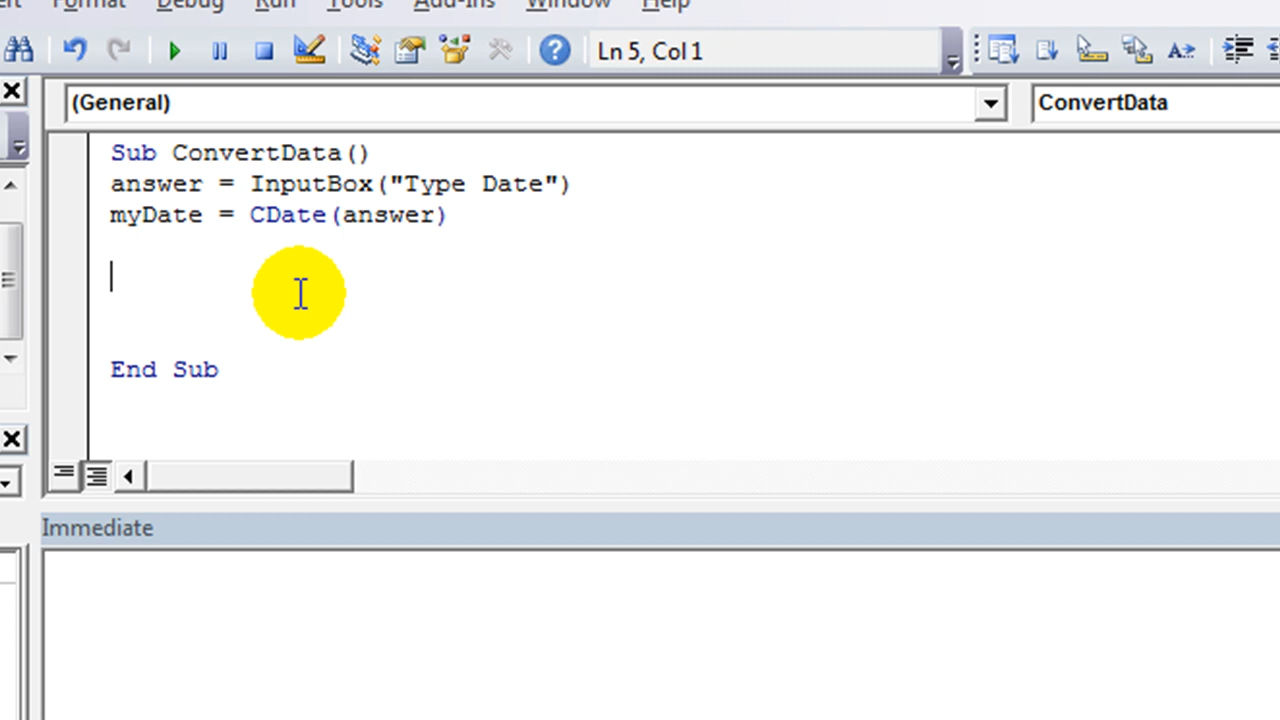 Format Debug Run Tools Add-Ins Window Help
Ln 5, Col 1
(General) ConvertData
Sub ConvertData()
answer = InputBox("Type Date")
myDate = CDate(answer)
End Sub
Immediate